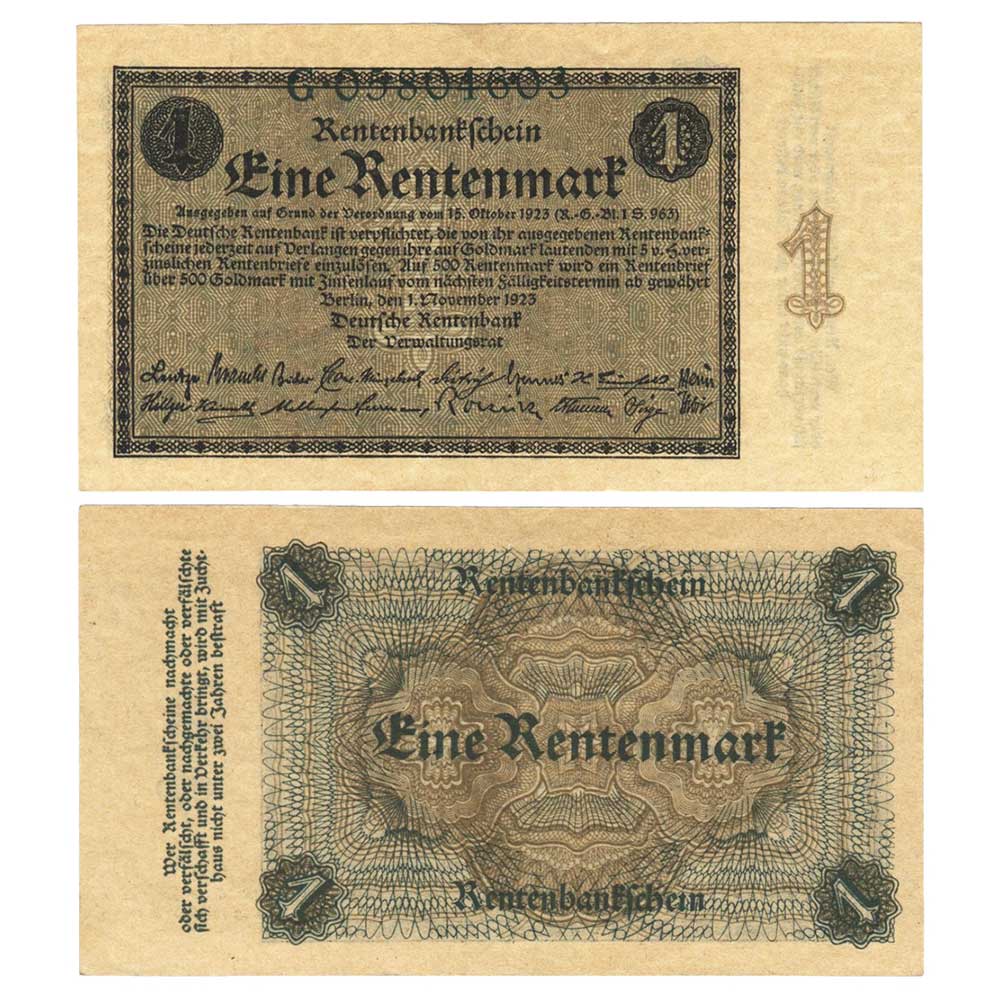 G·05804603
1 1
Rentenbankschein
Eine Rentenmark
Ausgegeben auf Grund der Verordnung vom 15. Oktober 1923 (R.-G.-Bl. I S. 963)
Die Deutsche Rentenbank ist verpflichtet, die von ihr ausgegebenen Rentenbank-
scheine jederzeit auf Verlangen gegen ihre auf Goldmark lautenden mit 5 v. H. ver-
zinslichen Rentenbriefe einzulösen. Auf 500 Rentenmark wird ein Rentenbrief
über 500 Goldmark mit Zinsenlauf vom nächsten Fälligkeitstermin ab gewährt
Berlin, den 1. November 1923
Deutsche Rentenbank
Der Verwaltungsrat
1
Wer Rentenbankscheine nachmacht
oder verfälscht, oder nachgemachte oder verfälschte
sich verschafft und in Verkehr bringt, wird mit Zucht-
haus nicht unter zwei Jahren bestraft
1 1
Rentenbankschein
Eine Rentenmark
Rentenbankschein
1 1